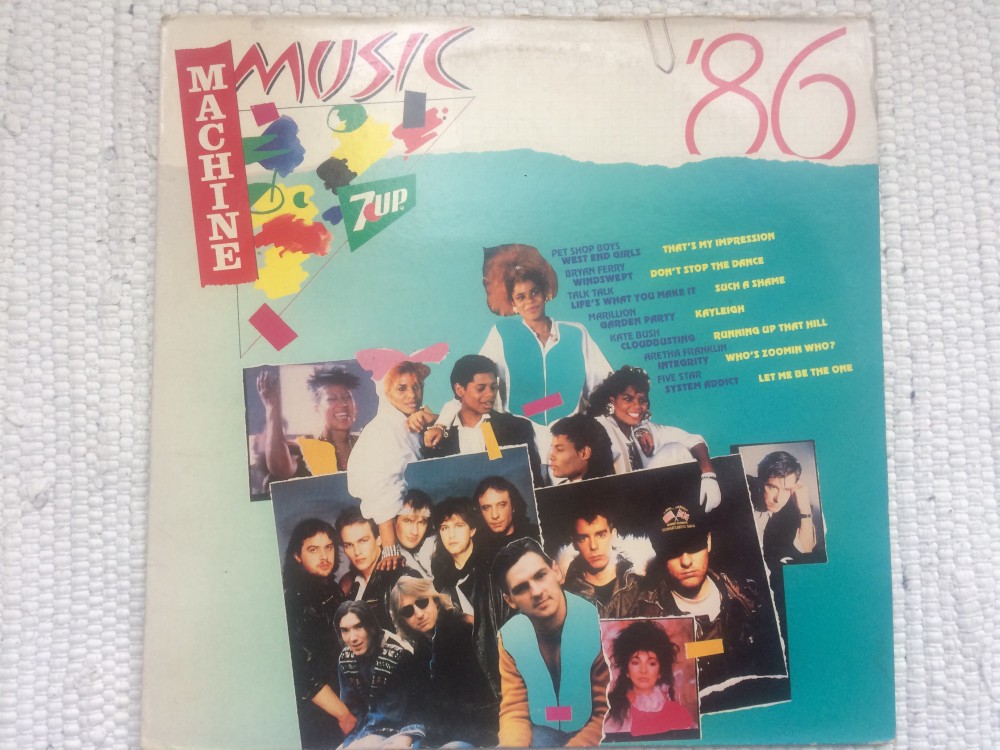 MUSIC '86
MACHINE
7UP
PET SHOP BOYS
WEST END GIRLS THAT'S MY IMPRESSION
BRYAN FERRY
WINDSWEPT DON'T STOP THE DANCE
TALK TALK
LIFE'S WHAT YOU MAKE IT SUCH A SHAME
MARILLION
GARDEN PARTY KAYLEIGH
KATE BUSH
CLOUDBUSTING RUNNING UP THAT HILL
ARETHA FRANKLIN
INTEGRITY WHO'S ZOOMIN WHO?
FIVE STAR
SYSTEM ADDICT LET ME BE THE ONE